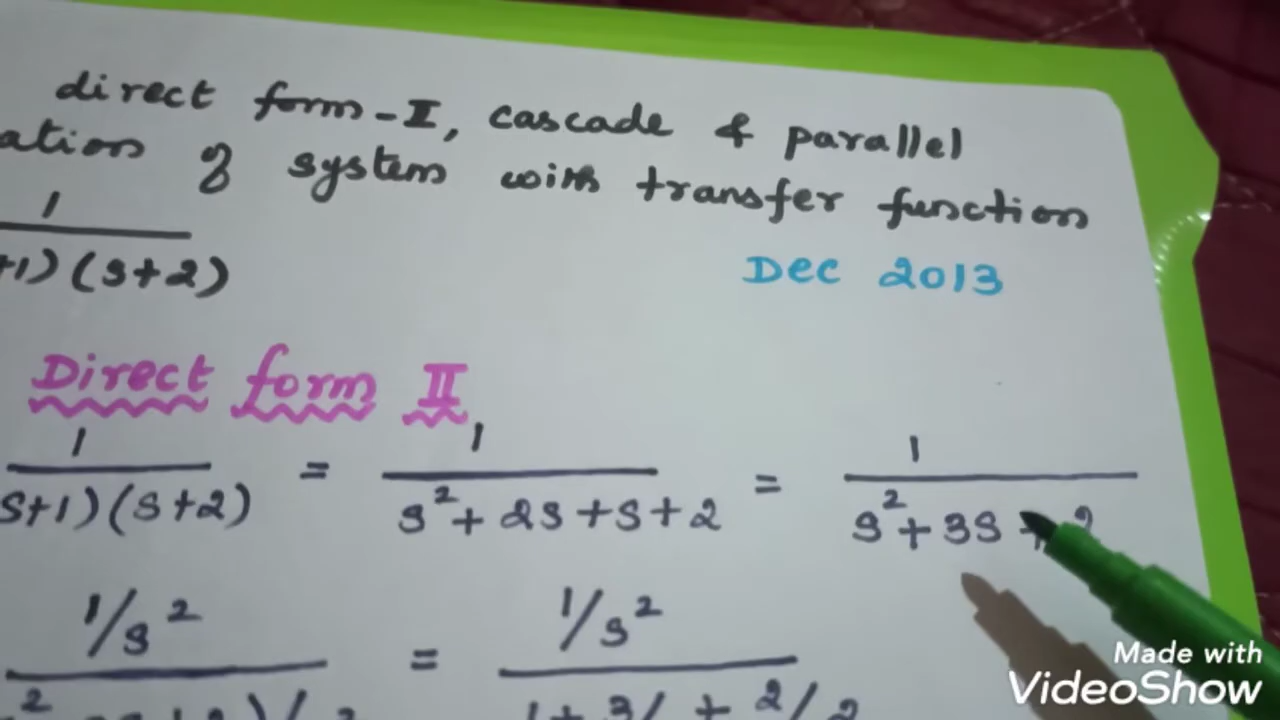 direct form-II, cascade & parallel
ation of system with transfer function
1
+1)(s+2)
Dec 2013
Direct form II
1 = 1 = 1
s+1)(s+2) s²+2s+s+2 s²+3s+2
1/s² = 1/s²
Made with
VideoShow